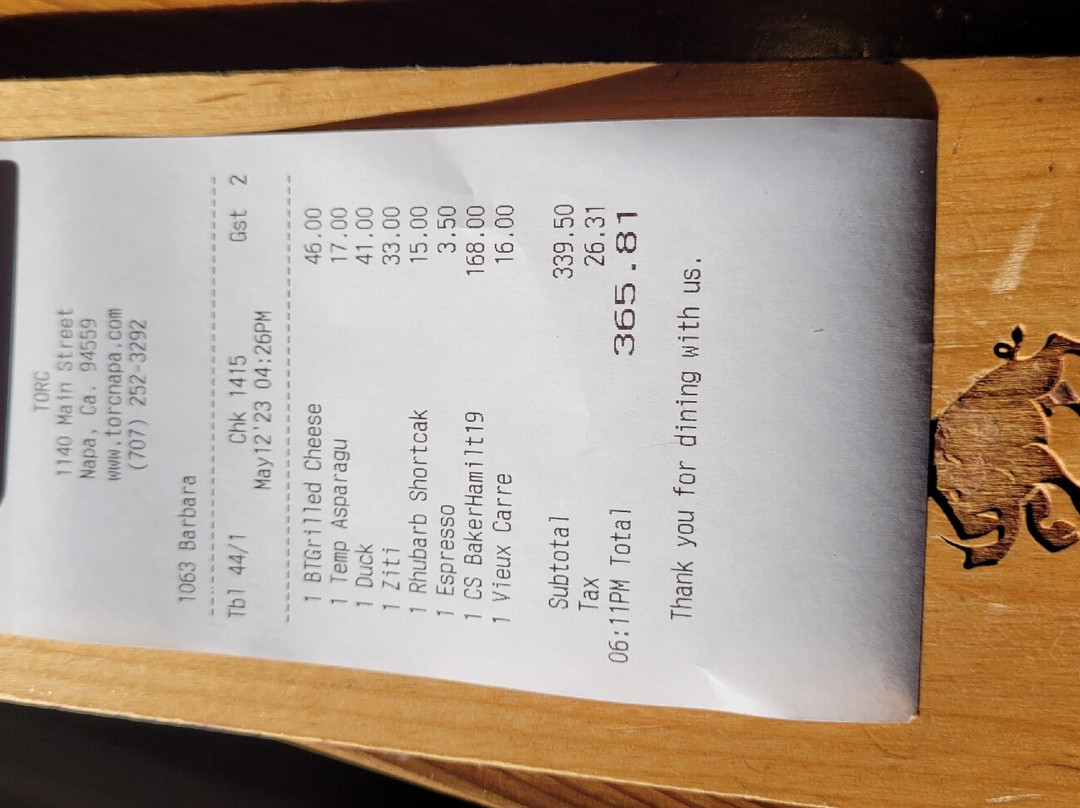 TORC
1140 Main Street
Napa, Ca. 94559
www.torcnapa.com
(707) 252-3292
1063 Barbara
Tbl 44/1 Chk 1415 Gst 2
May12'23 04:26PM
1 BTGrilled Cheese 46.00
1 Temp Asparagu 17.00
1 Duck 41.00
1 Ziti 33.00
1 Rhubarb Shortcak 15.00
1 Espresso 3.50
1 CS BakerHamilt19 168.00
1 Vieux Carre 16.00
Subtotal 339.50
Tax 26.31
06:11PM Total 365.81
Thank you for dining with us.